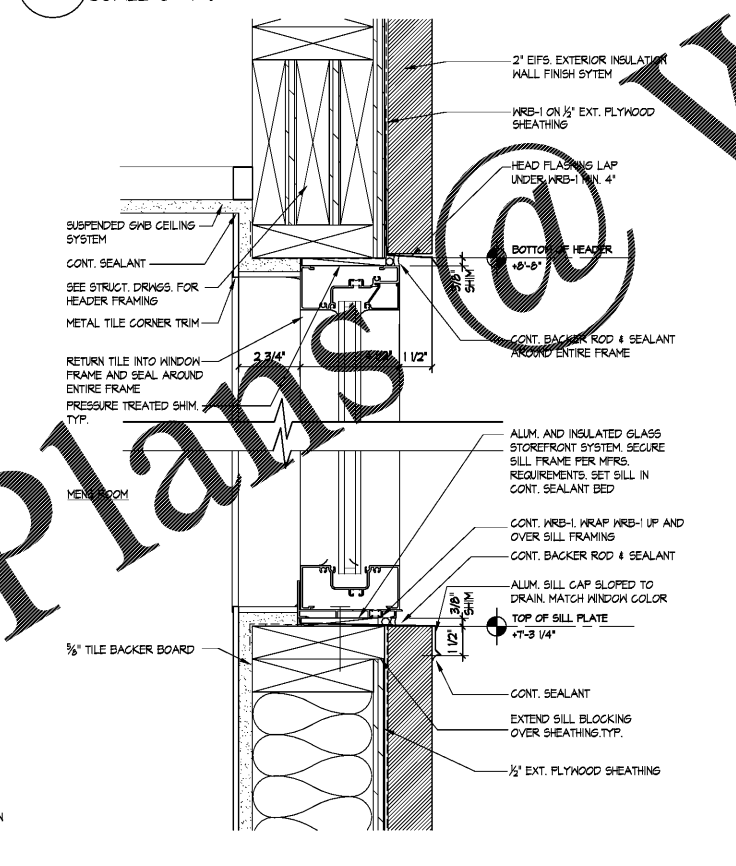 2" EIFS. EXTERIOR INSULATION
WALL FINISH SYTEM
WRB-1 ON 1/2" EXT. PLYWOOD
SHEATHING
HEAD FLASHING LAP
UNDER WRB-1 MIN. 4"
SUSPENDED GWB CEILING
SYSTEM
CONT. SEALANT
SEE STRUCT. DRWGS. FOR
HEADER FRAMING
METAL TILE CORNER TRIM
RETURN TILE INTO WINDOW
FRAME AND SEAL AROUND
ENTIRE FRAME
PRESSURE TREATED SHIM,
TYP.
BOTTOM OF HEADER
+8'-8"
3/8"
SHIM
CONT. BACKER ROD & SEALANT
AROUND ENTIRE FRAME
2 3/4"
4 1/2"
1 1/2"
ALUM. AND INSULATED GLASS
STOREFRONT SYSTEM. SECURE
SILL FRAME PER MFRS.
REQUIREMENTS. SET SILL IN
CONT. SEALANT BED
MENS ROOM
CONT. WRB-1. WRAP WRB-1 UP AND
OVER SILL FRAMING
CONT. BACKER ROD & SEALANT
ALUM. SILL CAP SLOPED TO
DRAIN. MATCH WINDOW COLOR
3/8"
SHIM
TOP OF SILL PLATE
+7'-3 1/4"
1 1/2"
5/8" TILE BACKER BOARD
CONT. SEALANT
EXTEND SILL BLOCKING
OVER SHEATHING.TYP.
1/2" EXT. PLYWOOD SHEATHING
N
Plans @